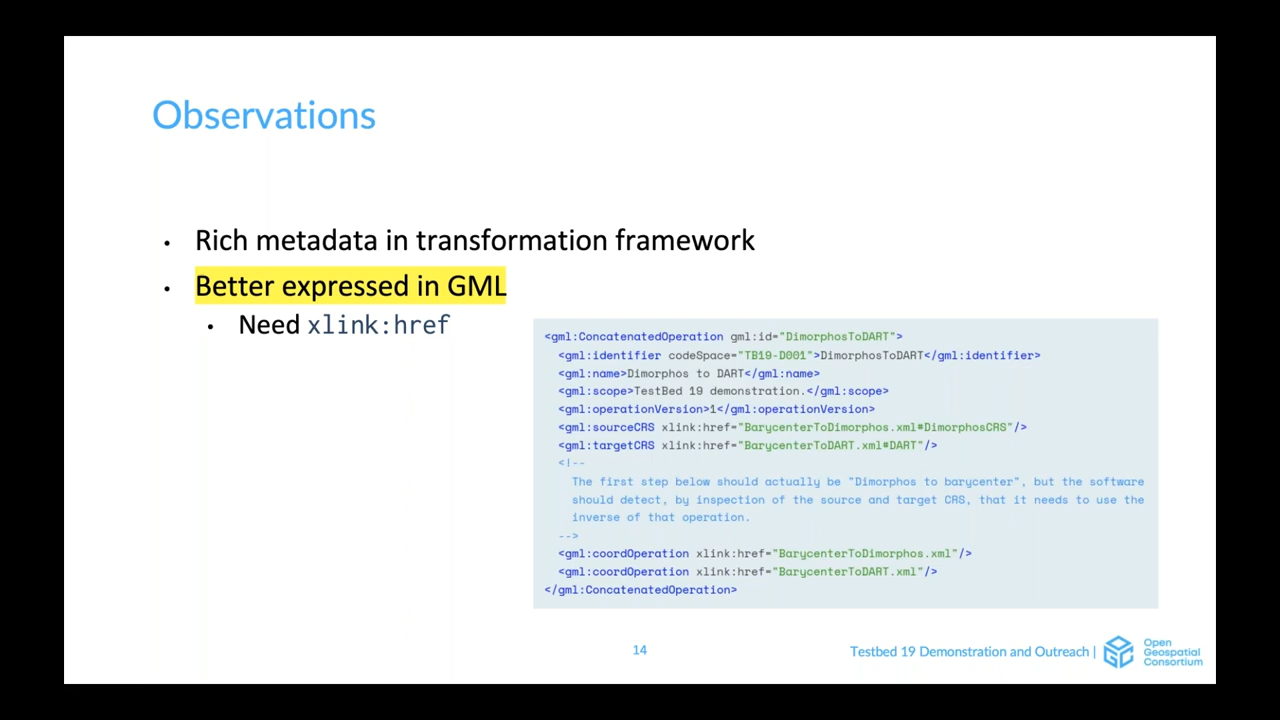 Observations
• Rich metadata in transformation framework
• Better expressed in GML
• Need xlink:href
<gml:ConcatenatedOperation gml:id="DimorphosToDART">
<gml:identifier codeSpace="TB19-D001">DimorphosToDART</gml:identifier>
<gml:name>Dimorphos to DART</gml:name>
<gml:scope>TestBed 19 demonstration.</gml:scope>
<gml:operationVersion>1</gml:operationVersion>
<gml:sourceCRS xlink:href="BarycenterToDimorphos.xml#DimorphosCRS"/>
<gml:targetCRS xlink:href="BarycenterToDART.xml#DART"/>
<!--
The first step below should actually be "Dimorphos to barycenter", but the software
should detect, by inspection of the source and target CRS, that it needs to use the
inverse of that operation.
-->
<gml:coordOperation xlink:href="BarycenterToDimorphos.xml"/>
<gml:coordOperation xlink:href="BarycenterToDART.xml"/>
</gml:ConcatenatedOperation>
14
Testbed 19 Demonstration and Outreach |
Open
Geospatial
Consortium